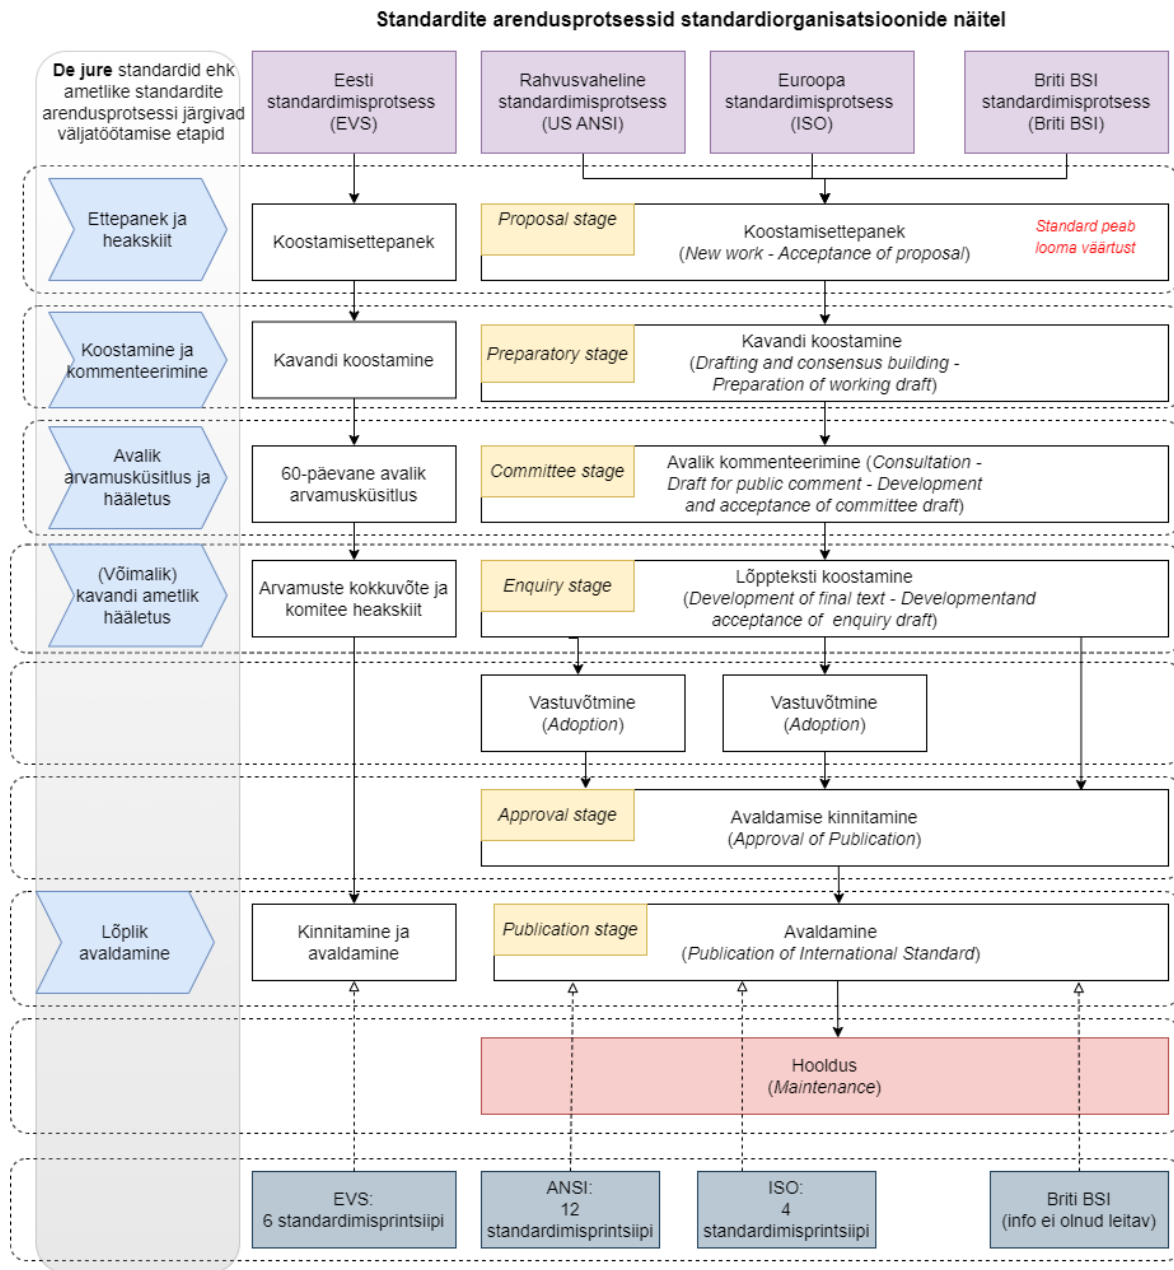 Standardite arendusprotsessid standardiorganisatsioonide näitel
De jure standardid ehk
ametlike standardite
arendusprotsessi järgivad
väljatöötamise etapid
Eesti
standardimisprotsess
(EVS)
Rahvusvaheline
standardimisprotsess
(US ANSI)
Euroopa
standardimisprotsess
(ISO)
Briti BSI
standardimisprotsess
(Briti BSI)
Ettepanek ja
heakskiit
Koostamisettepanek
Proposal stage
Koostamisettepanek
(New work - Acceptance of proposal)
Standard peab
looma väärtust
Koostamine ja
kommenteerimine
Kavandi koostamine
Preparatory stage
Kavandi koostamine
(Drafting and consensus building -
Preparation of working draft)
Avalik
arvamusküsitlus ja
hääletus
60-päevane avalik
arvamusküsitlus
Committee stage
Avalik kommenteerimine (Consultation -
Draft for public comment - Development
and acceptance of committee draft)
(Võimalik)
kavandi ametlik
hääletus
Arvamuste kokkuvõte ja
komitee heakskiit
Enquiry stage
Lõppteksti koostamine
(Development of final text - Developmentand
acceptance of enquiry draft)
Vastuvõtmine
(Adoption)
Vastuvõtmine
(Adoption)
Approval stage
Avaldamise kinnitamine
(Approval of Publication)
Lõplik
avaldamine
Kinnitamine ja
avaldamine
Publication stage
Avaldamine
(Publication of International Standard)
Hooldus
(Maintenance)
EVS:
6 standardimisprintsiipi
ANSI:
12
standardimisprintsiipi
ISO:
4
standardimisprintsiipi
Briti BSI
(info ei olnud leitav)